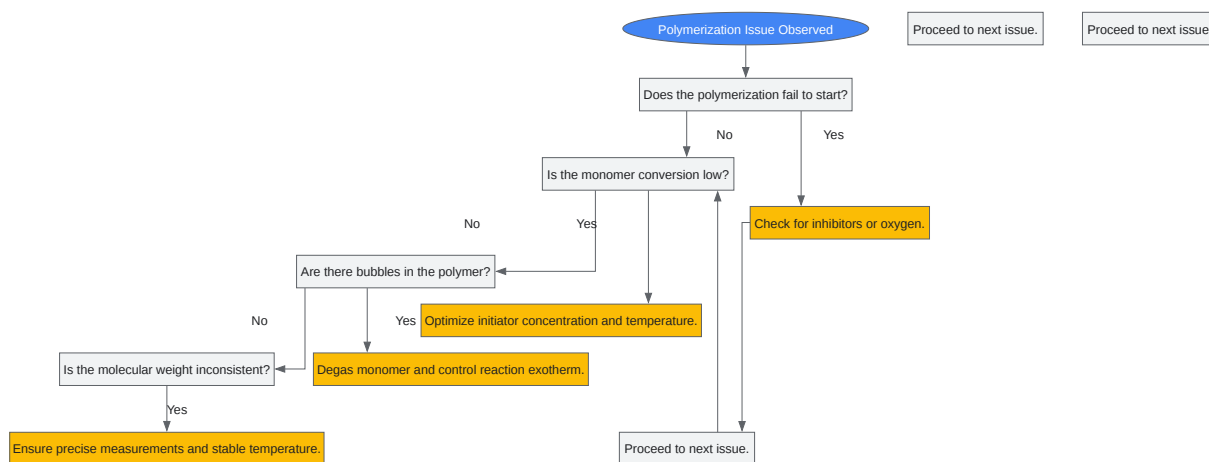 Polymerization Issue Observed
Proceed to next issue.
Proceed to next issue
Does the polymerization fail to start?
No
Yes
Is the monomer conversion low?
Check for inhibitors or oxygen.
No
Yes
Are there bubbles in the polymer?
Optimize initiator concentration and temperature.
No
Yes
Is the molecular weight inconsistent?
Degas monomer and control reaction exotherm.
Yes
Ensure precise measurements and stable temperature.
Proceed to next issue.